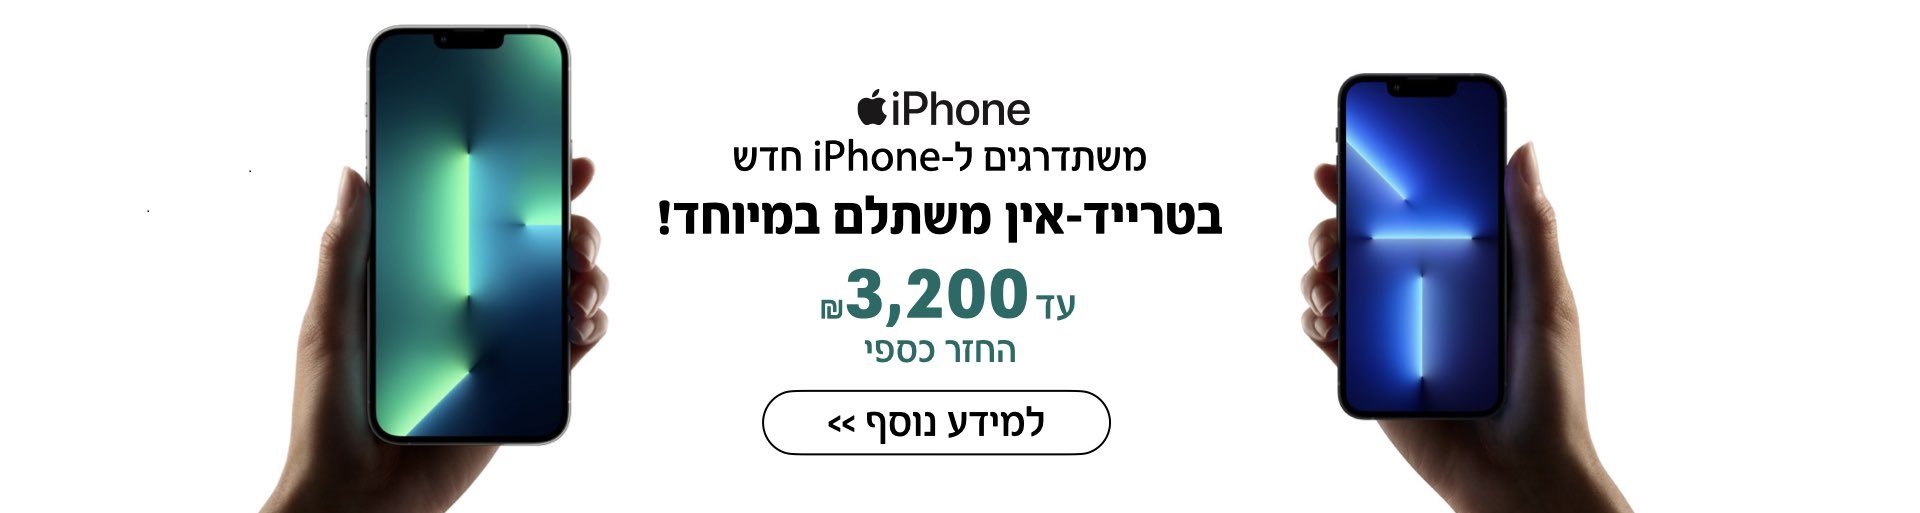 iPhone
משתדרגים ל-iPhone חדש
בטרייד-אין משתלם במיוחד!
עד 3,200₪
החזר כספי
למידע נוסף >>